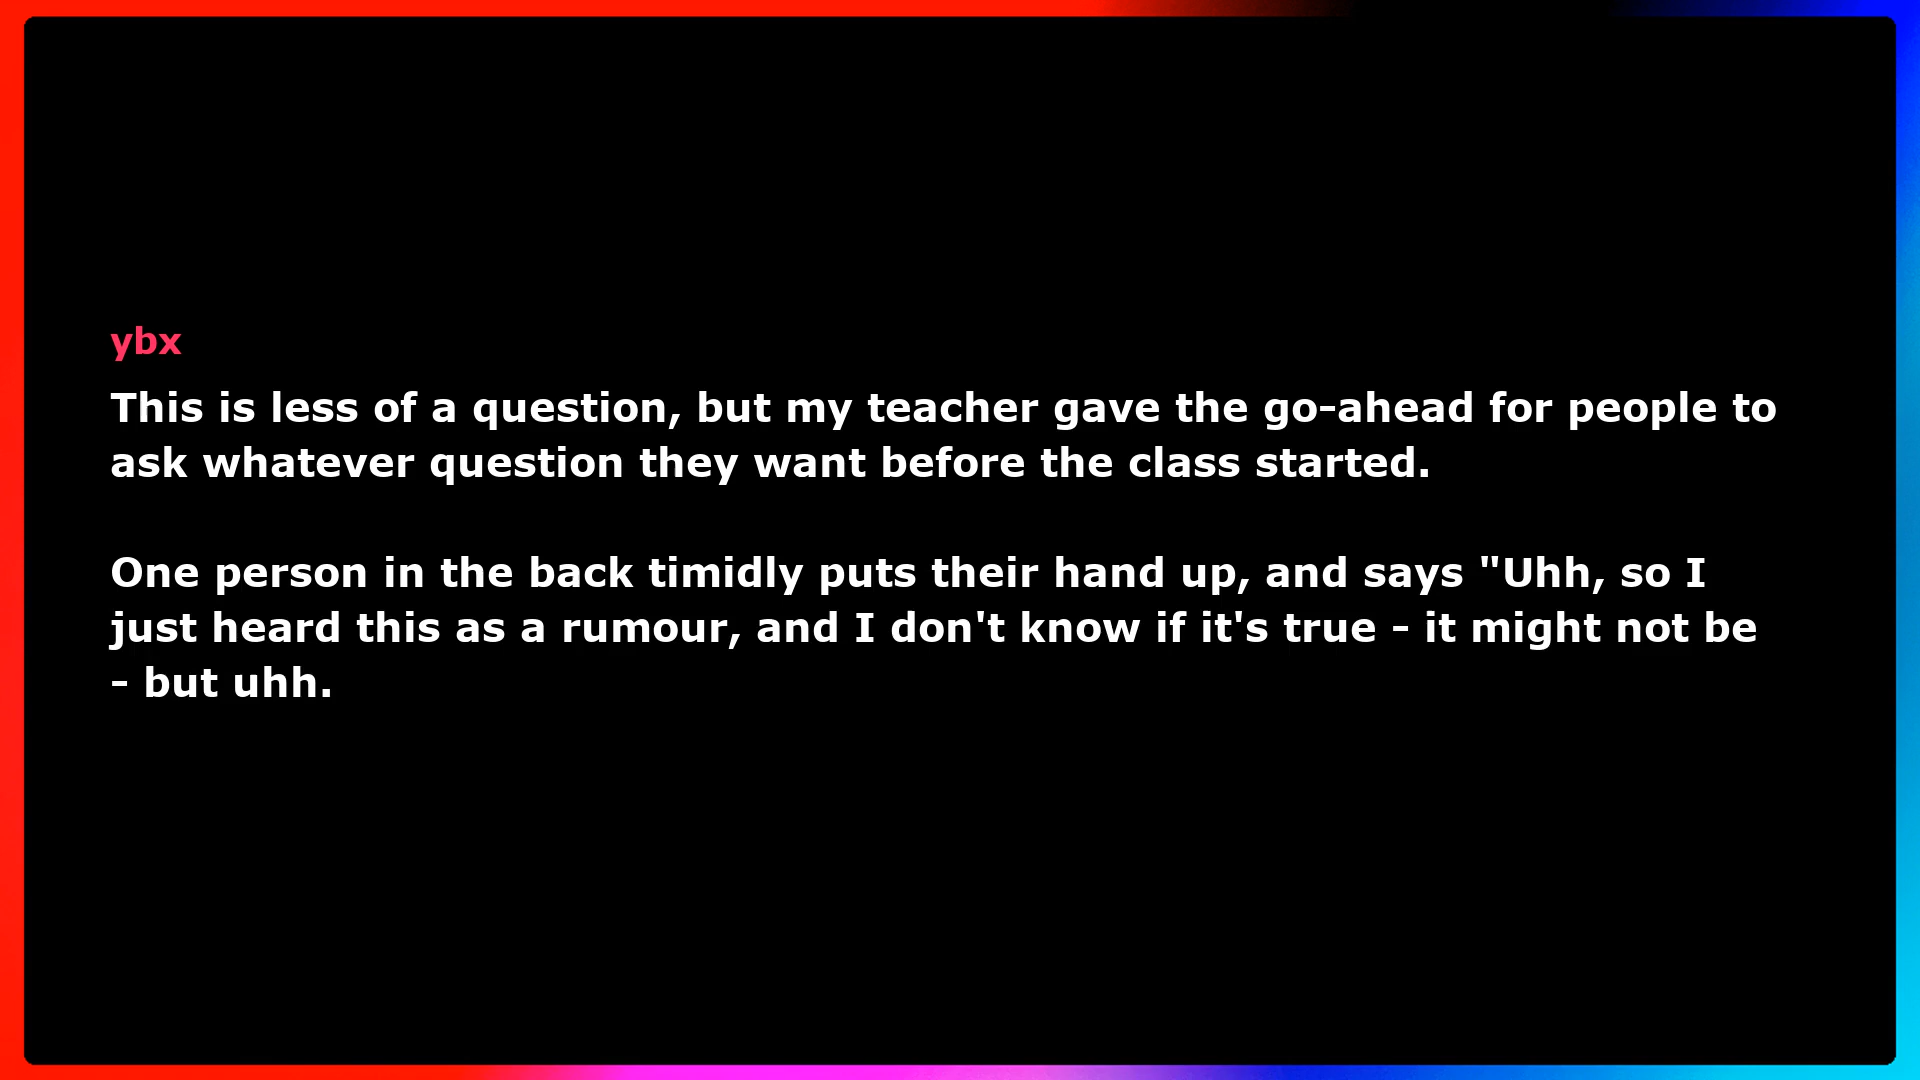 ybx
This is less of a question, but my teacher gave the go-ahead for people to
ask whatever question they want before the class started.
One person in the back timidly puts their hand up, and says "Uhh, so I
just heard this as a rumour, and I don't know if it's true - it might not be
- but uhh.